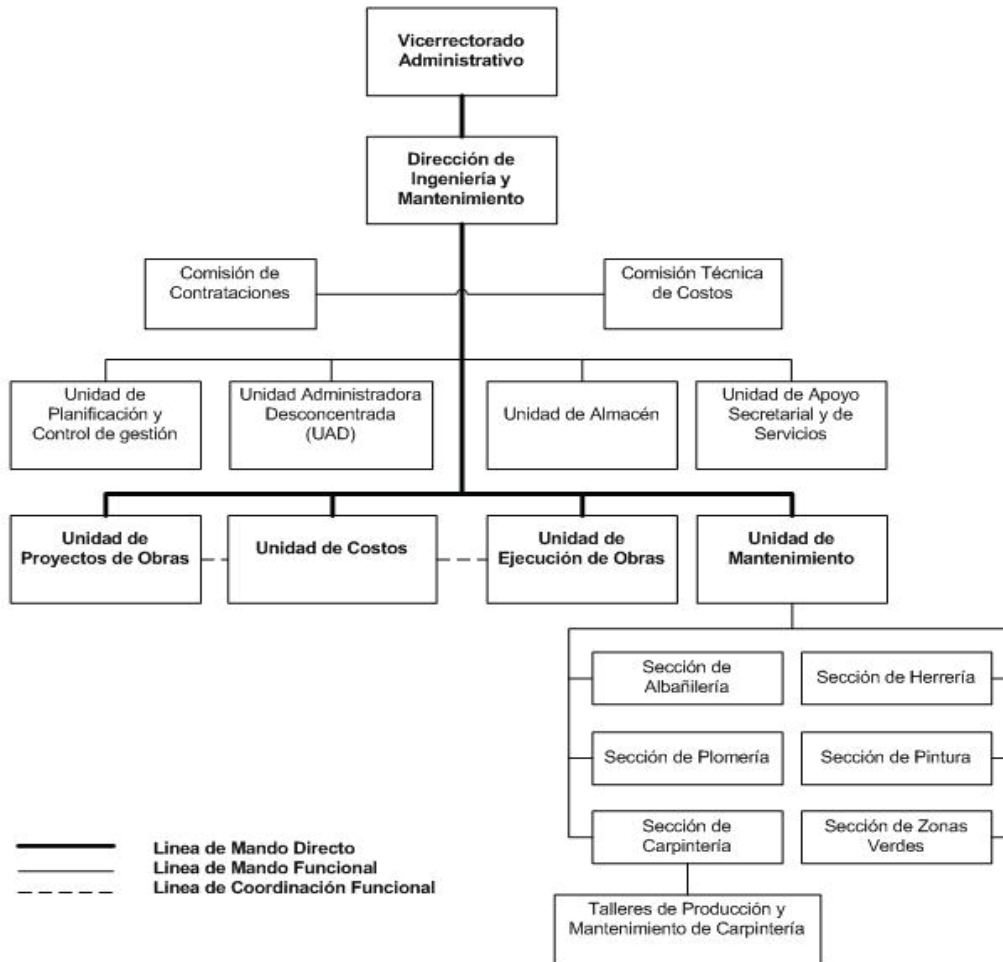 Vicerrectorado
Administrativo
Dirección de
Ingeniería y
Mantenimiento
Comisión de
Contrataciones
Comisión Técnica
de Costos
Unidad de
Planificación y
Control de gestión
Unidad Administradora
Desconcentrada
(UAD)
Unidad de Almacén
Unidad de Apoyo
Secretarial y de
Servicios
Unidad de
Proyectos de Obras
Unidad de Costos
Unidad de
Ejecución de Obras
Unidad de
Mantenimiento
Sección de
Albañilería
Sección de Herrería
Sección de Plomería
Sección de Pintura
Sección de
Carpintería
Sección de Zonas
Verdes
Talleres de Producción y
Mantenimiento de Carpintería
Linea de Mando Directo
Linea de Mando Funcional
Linea de Coordinación Funcional